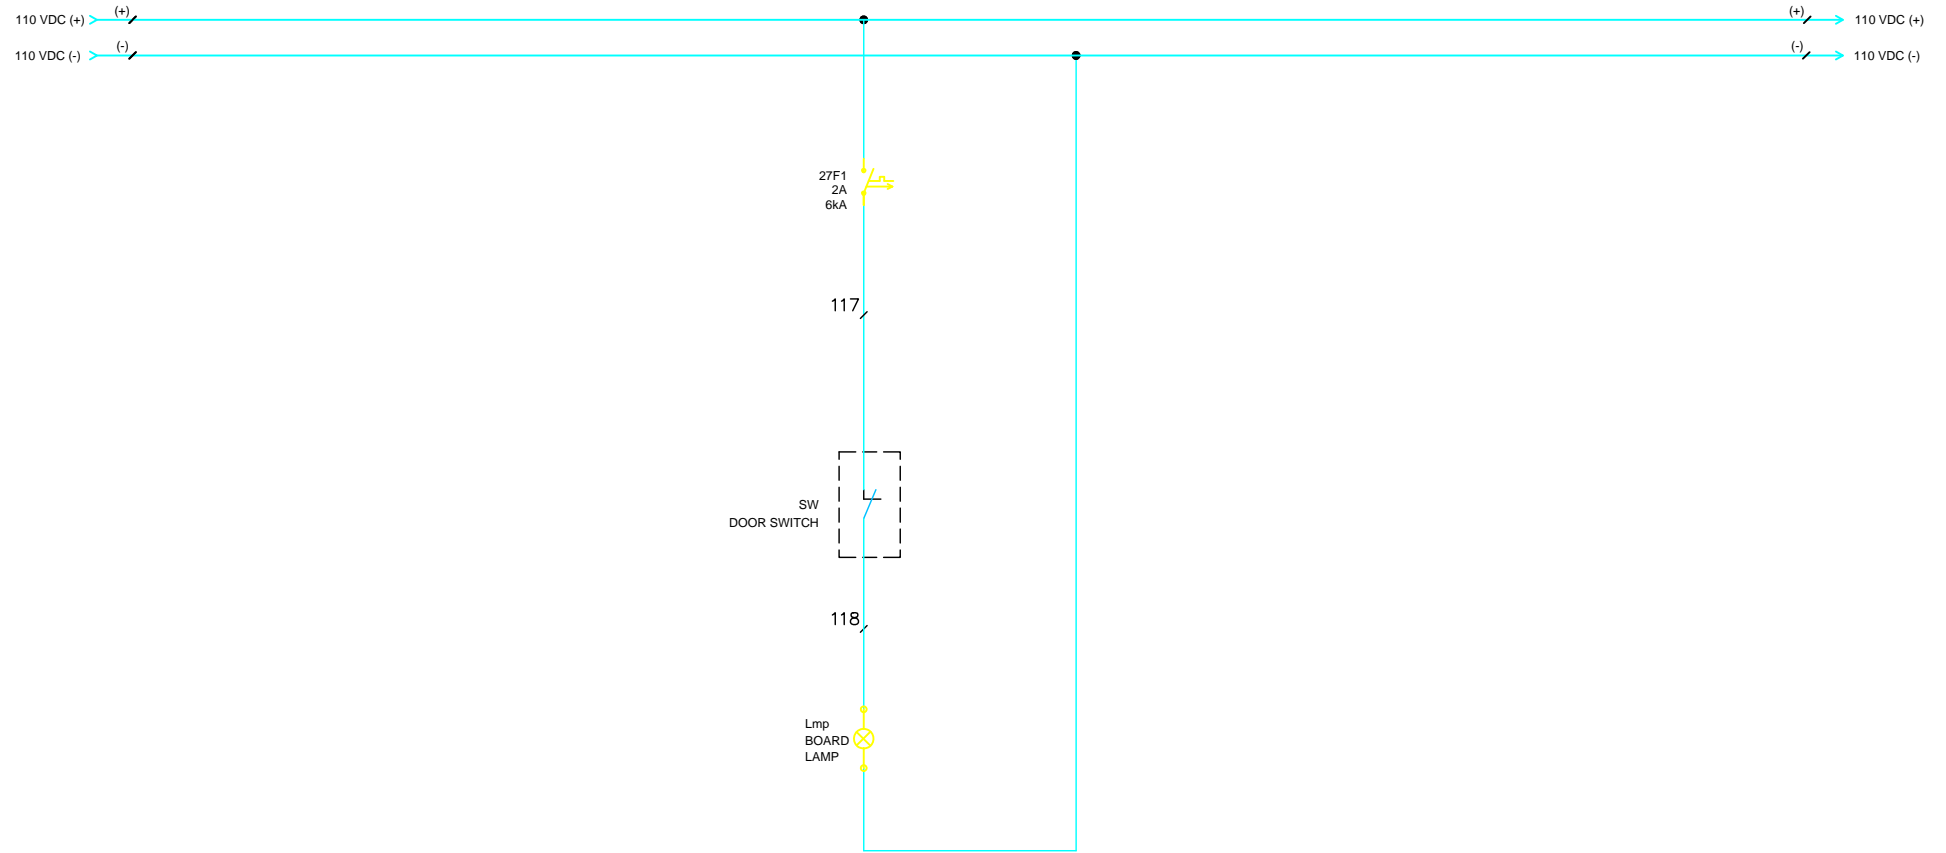 110 VDC (+)
(+)
(+)
110 VDC (+)
110 VDC (-)
(-)
(-)
110 VDC (-)
27F1
2A
6kA
117
SW
DOOR SWITCH
118
Lmp
BOARD
LAMP